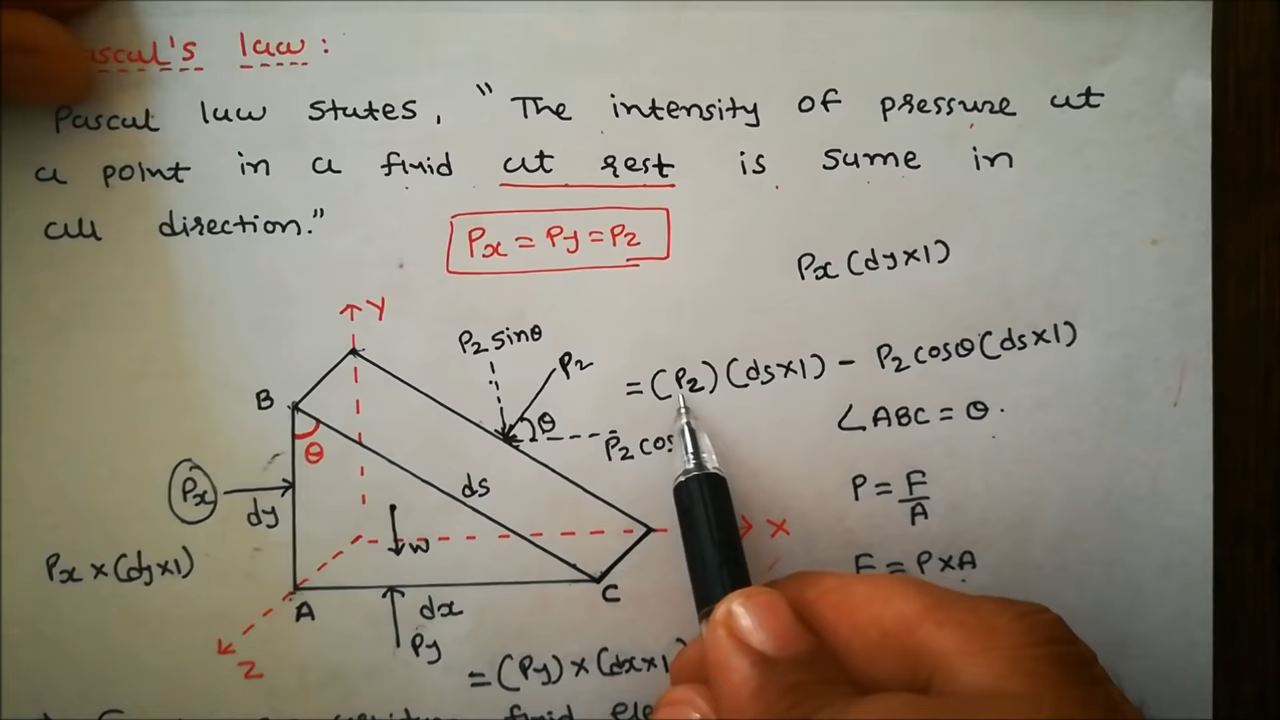 Pascal's law:
Pascal law states, "The intensity of pressure at
a point in a fluid at rest is same in
all direction."
Px = Py = Pz
Px (dy×1)
Y
Pz sinθ
Pz
= (Pz) (ds×1) - Pz cosθ (ds×1)
B
θ
∠ABC = θ.
θ
Pz cos
ds
Px
dy
P = F/A
X
w
Px × (dy×1)
F = P×A
A
dx
C
Py
Z
= (Py) × (dx×1
fluid